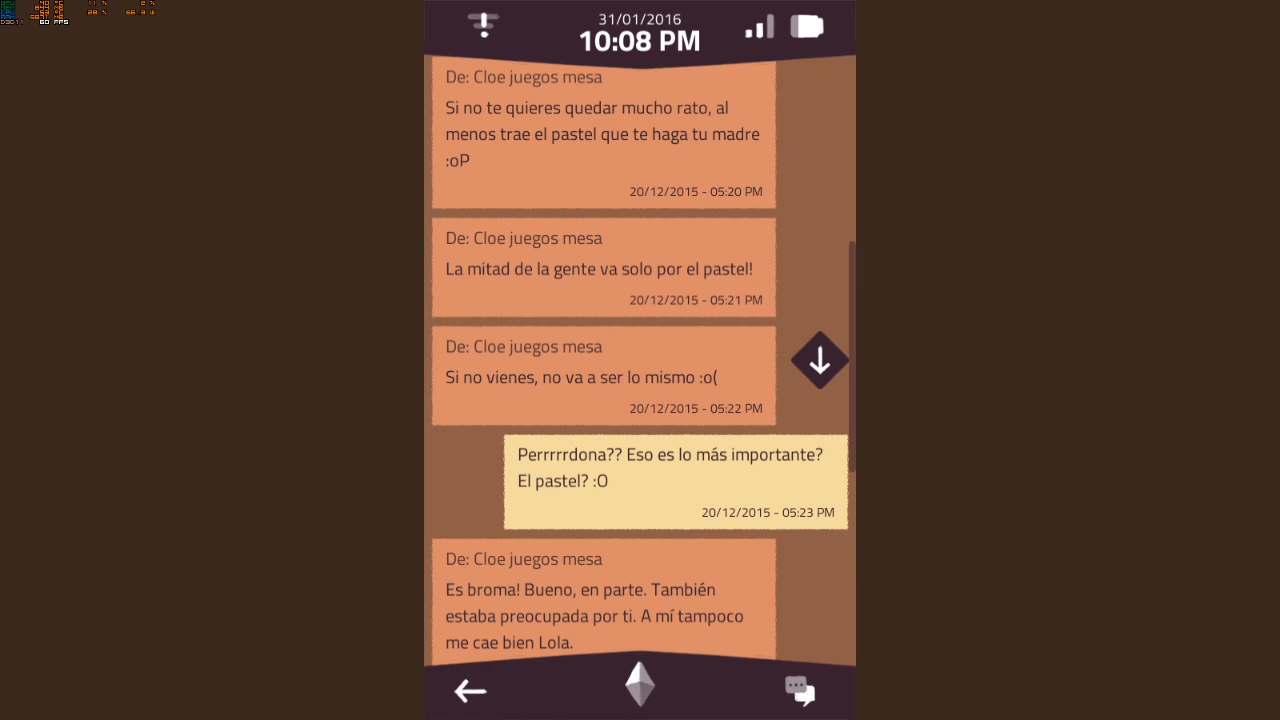 31/01/2016
10:08 PM
De: Cloe juegos mesa
Si no te quieres quedar mucho rato, al
menos trae el pastel que te haga tu madre
:oP
20/12/2015 - 05:20 PM
De: Cloe juegos mesa
La mitad de la gente va solo por el pastel!
20/12/2015 - 05:21 PM
De: Cloe juegos mesa
Si no vienes, no va a ser lo mismo :o(
20/12/2015 - 05:22 PM
Perrrrrdona?? Eso es lo más importante?
El pastel? :O
20/12/2015 - 05:23 PM
De: Cloe juegos mesa
Es broma! Bueno, en parte. También
estaba preocupada por ti. A mí tampoco
me cae bien Lola.